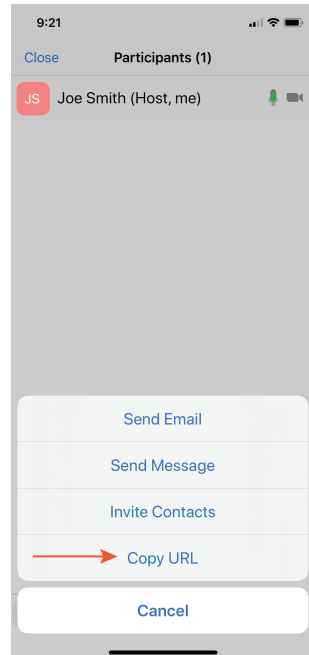 9:21
Close Participants (1)
JS Joe Smith (Host, me)
Send Email
Send Message
Invite Contacts
Copy URL
Cancel